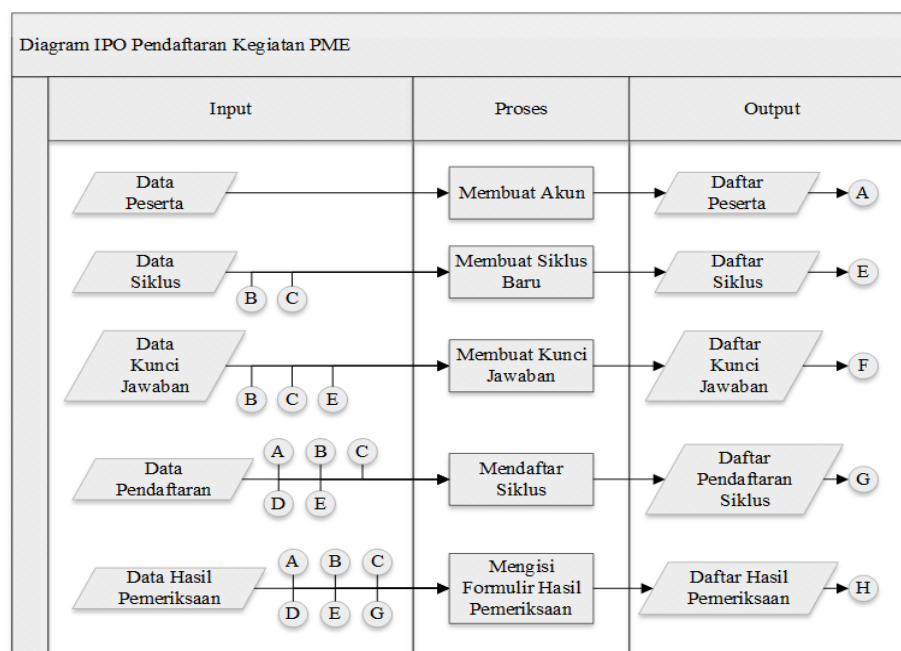 Diagram IPO Pendaftaran Kegiatan PME
Input
Proses
Output
Data
Peserta
Membuat Akun
Daftar
Peserta
A
Data
Siklus
B
C
Membuat Siklus
Baru
Daftar
Siklus
E
Data
Kunci
Jawaban
B
C
E
Membuat Kunci
Jawaban
Daftar
Kunci
Jawaban
F
Data
Pendaftaran
A
B
C
D
E
Mendaftar
Siklus
Daftar
Pendaftaran
Siklus
G
Data Hasil
Pemeriksaan
A
B
C
D
E
G
Mengisi
Formulir Hasil
Pemeriksaan
Daftar Hasil
Pemeriksaan
H